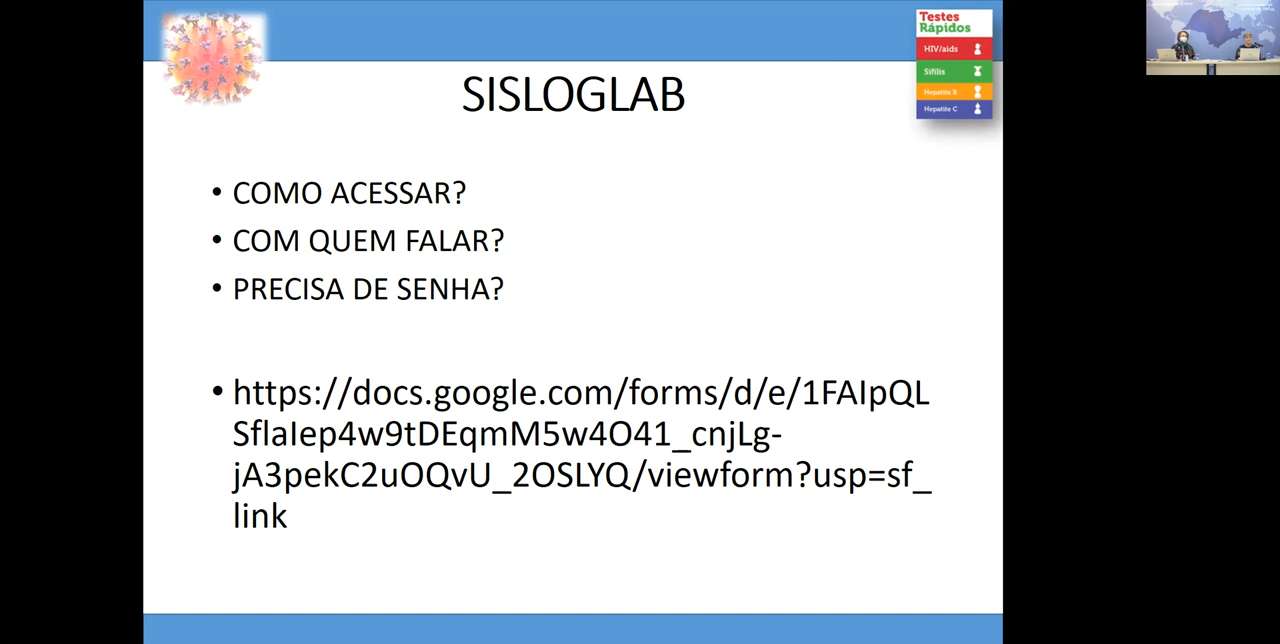 SISLOGLAB
Testes
Rápidos
HIV/aids
Sífilis
Hepatite B
Hepatite C
• COMO ACESSAR?
• COM QUEM FALAR?
• PRECISA DE SENHA?
• https://docs.google.com/forms/d/e/1FAIpQL
SflaIep4w9tDEqmM5w4O41_cnjLg-
jA3pekC2uOQvU_2OSLYQ/viewform?usp=sf_
link